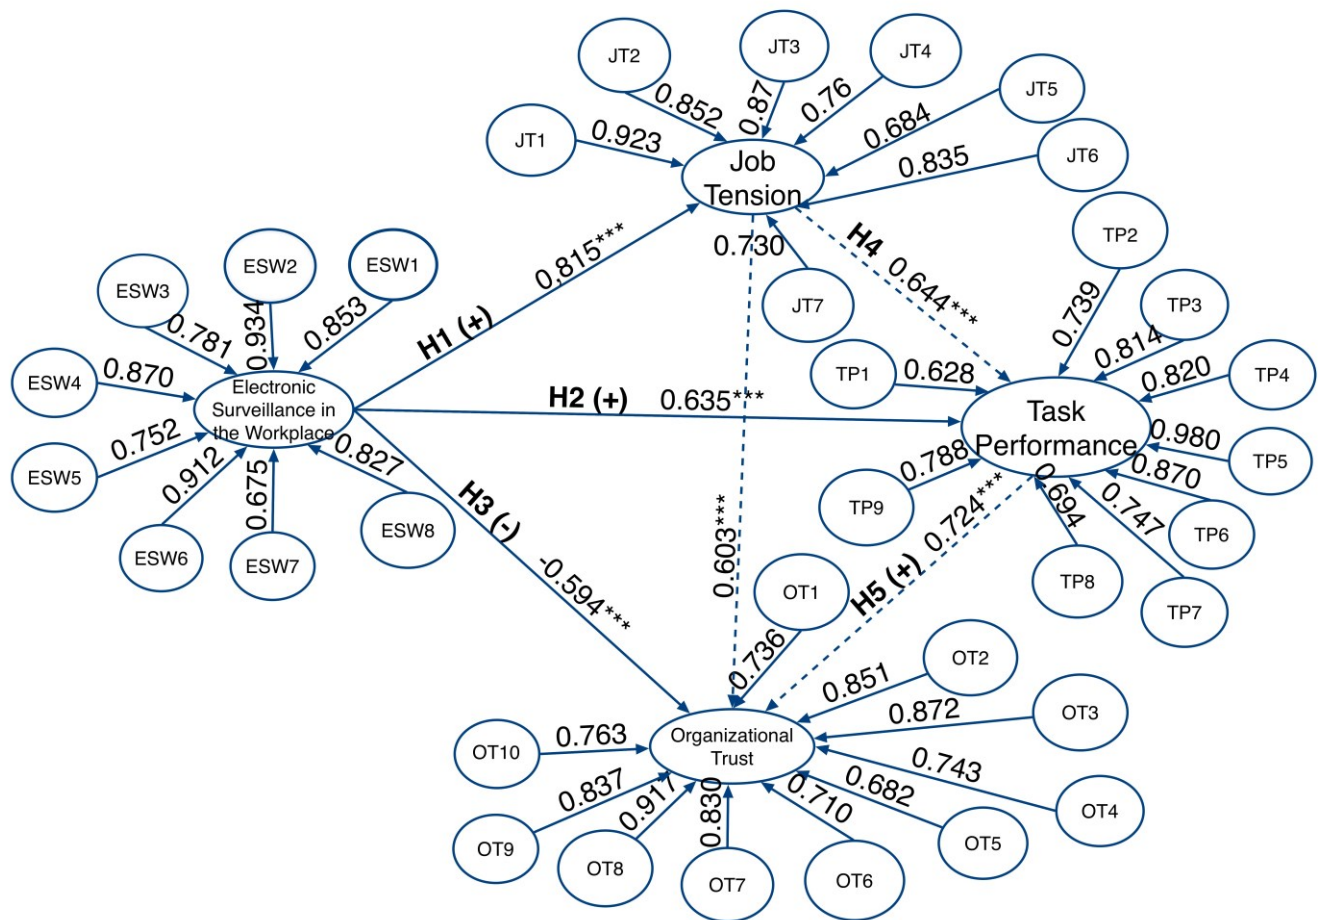 JT2
JT3
JT4
JT5
JT1
JT6
0.852
0.87
0.76
0.684
0.923
0.835
Job
Tension
0.730
JT7
H4 0.644***
TP2
0.739
TP3
0.814
TP4
0.820
TP1
0.628
Task
Performance
0.980
TP5
0.870
TP6
0.747
TP7
0.694
TP8
0.788
TP9
ESW3
ESW2
ESW1
0.781
0.934
0.853
ESW4
0.870
Electronic
Surveillance in
the Workplace
ESW5
0.752
0.912
0.675
0.827
ESW6
ESW7
ESW8
H1 (+)
0,815***
H2 (+) 0.635***
H3 (-)
-0.594***
0.603***
H5 (+) 0.724***
OT1
0.736
OT2
0.851
OT3
0.872
Organizational
Trust
OT10
0.763
0.743
OT4
OT9
0.837
0.917
0.830
0.710
0.682
OT5
OT8
OT7
OT6